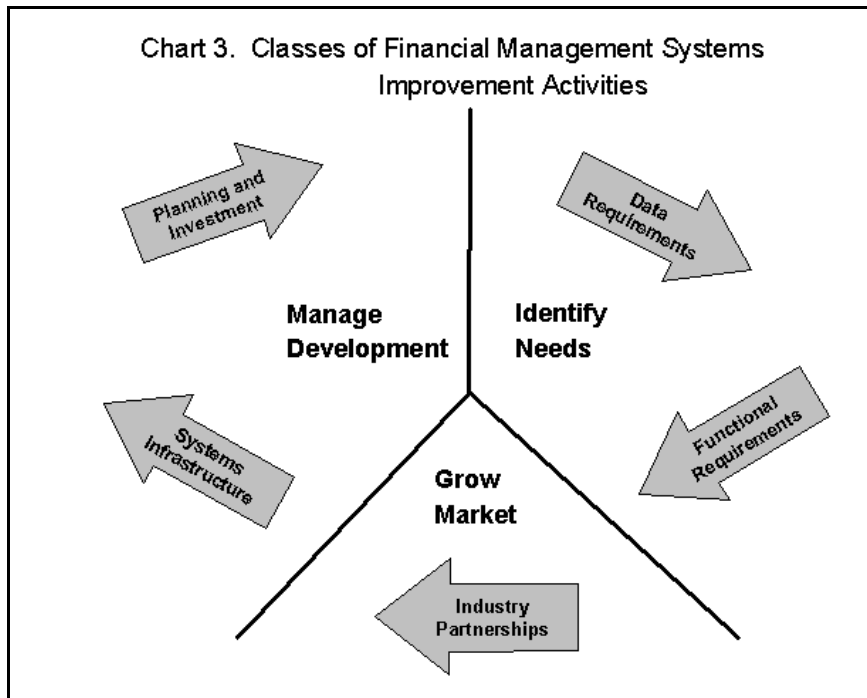 Chart 3. Classes of Financial Management Systems
Improvement Activities
Planning and
Investment
Data
Requirements
Manage
Development
Identify
Needs
Systems
Infrastructure
Functional
Requirements
Grow
Market
Industry
Partnerships